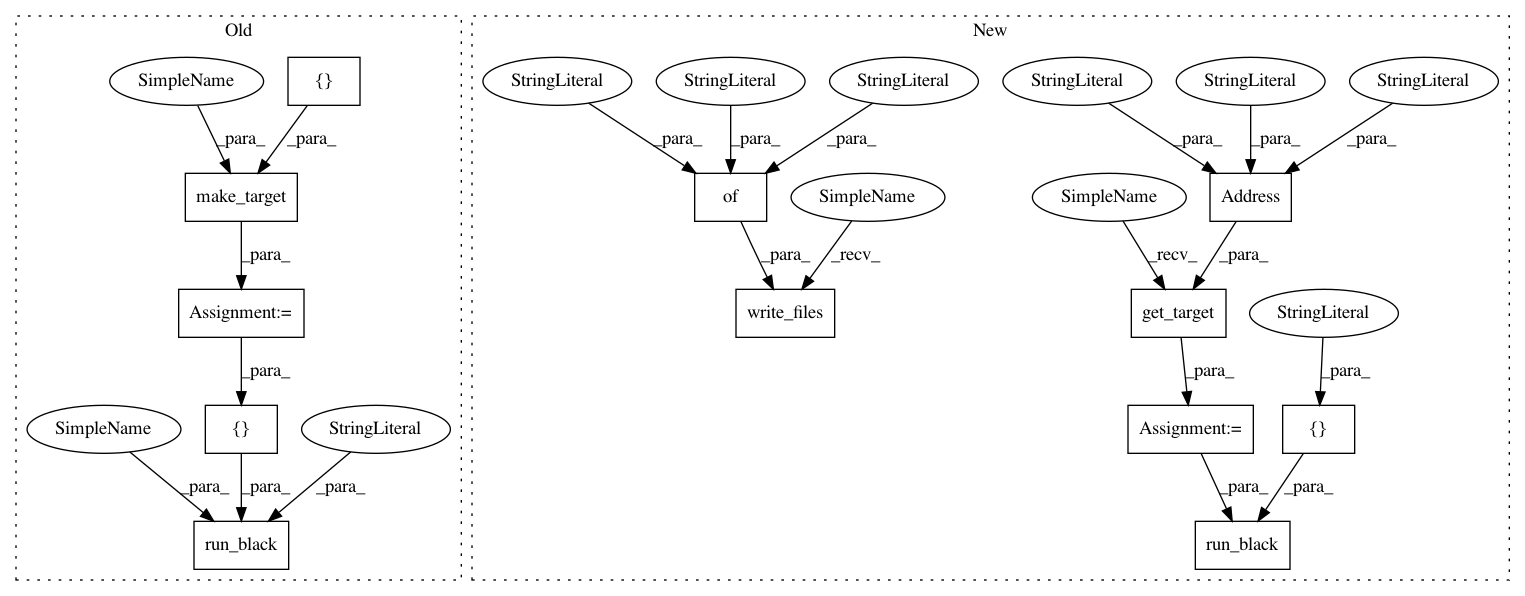 Old
New
SimpleName
{}
StringLiteral
StringLiteral
StringLiteral
StringLiteral
StringLiteral
StringLiteral
_para_
_para_
_para_
_para_
_para_
_para_
_para_
_para_
make_target
of
SimpleName
SimpleName
Address
_para_
_para_
_recv_
_recv_
_para_
Assignment:=
write_files
get_target
StringLiteral
_para_
_para_
_para_
SimpleName
{}
StringLiteral
Assignment:=
{}
_para_
_para_
_para_
_para_
_para_
run_black
run_black